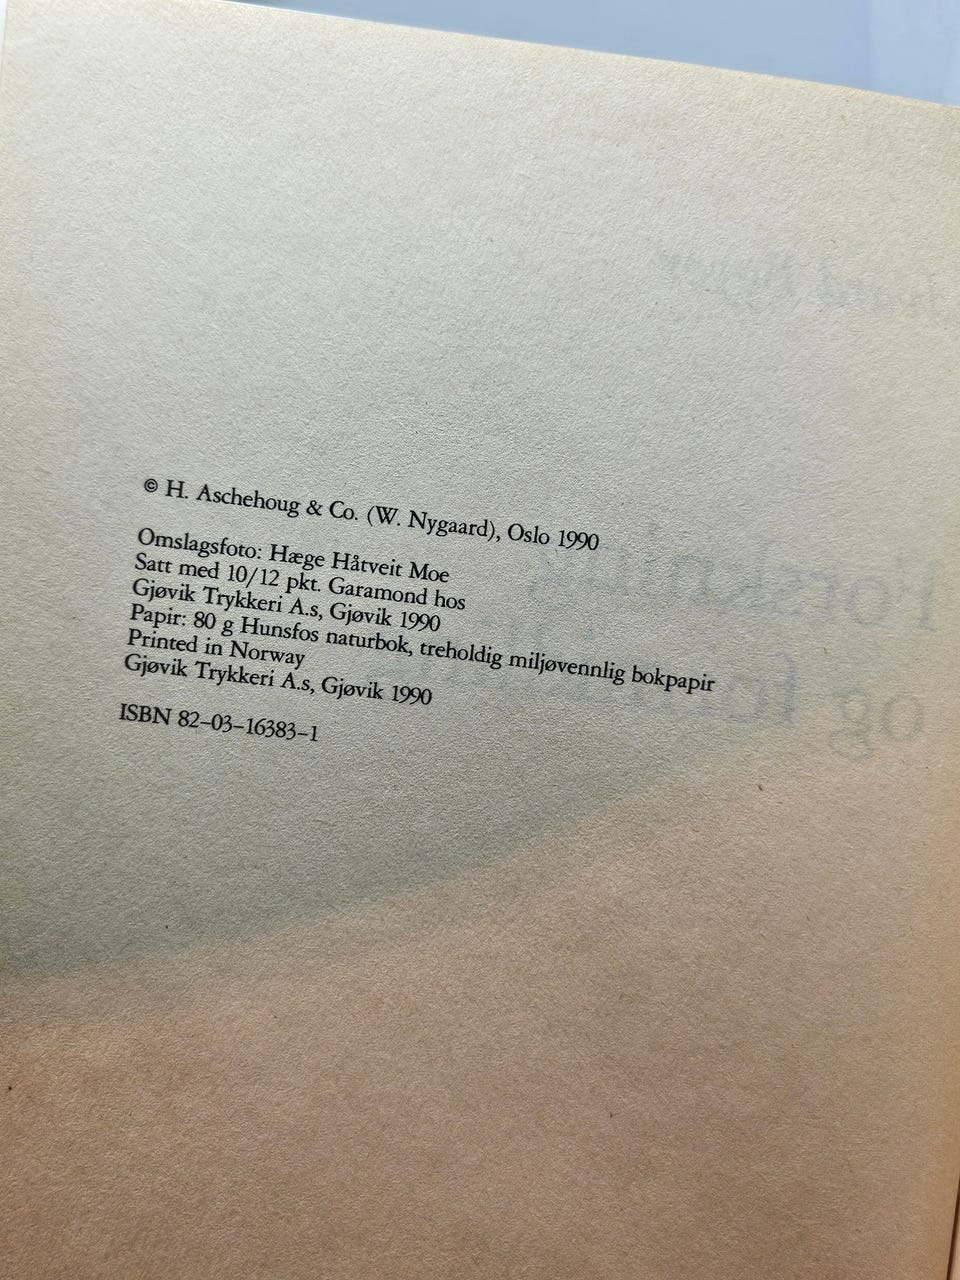 © H. Aschehoug & Co. (W. Nygaard), Oslo 1990
Omslagsfoto: Hæge Håtveit Moe
Satt med 10/12 pkt. Garamond hos
Gjøvik Trykkeri A.s, Gjøvik 1990
Papir: 80 g Hunsfos naturbok, treholdig miljøvennlig bokpapir
Printed in Norway
Gjøvik Trykkeri A.s, Gjøvik 1990
ISBN 82–03–16383–1
og